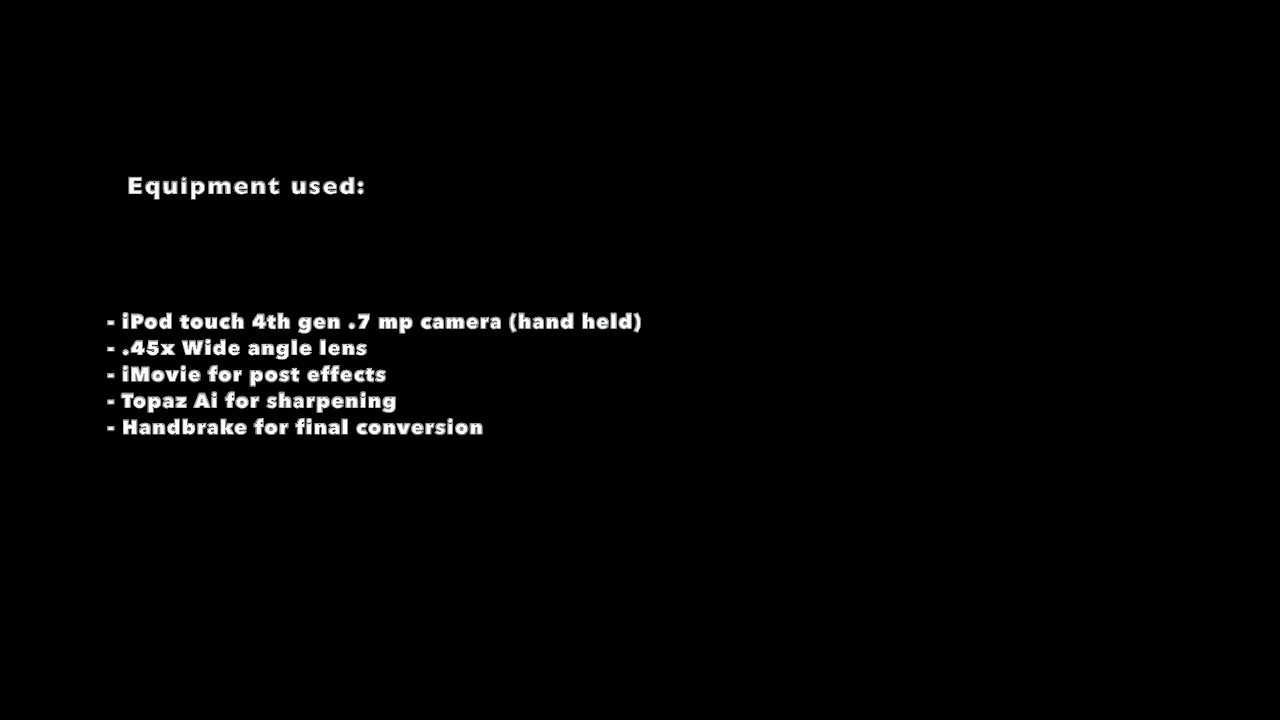 Equipment used:
- iPod touch 4th gen .7 mp camera (hand held)
- .45x Wide angle lens
- iMovie for post effects
- Topaz Ai for sharpening
- Handbrake for final conversion